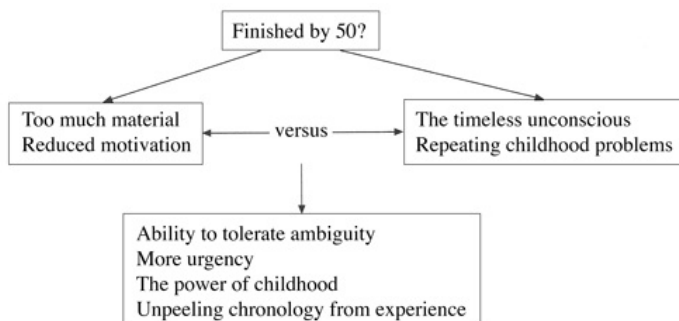 Finished by 50?
Too much material
Reduced motivation
versus
The timeless unconscious
Repeating childhood problems
Ability to tolerate ambiguity
More urgency
The power of childhood
Unpeeling chronology from experience